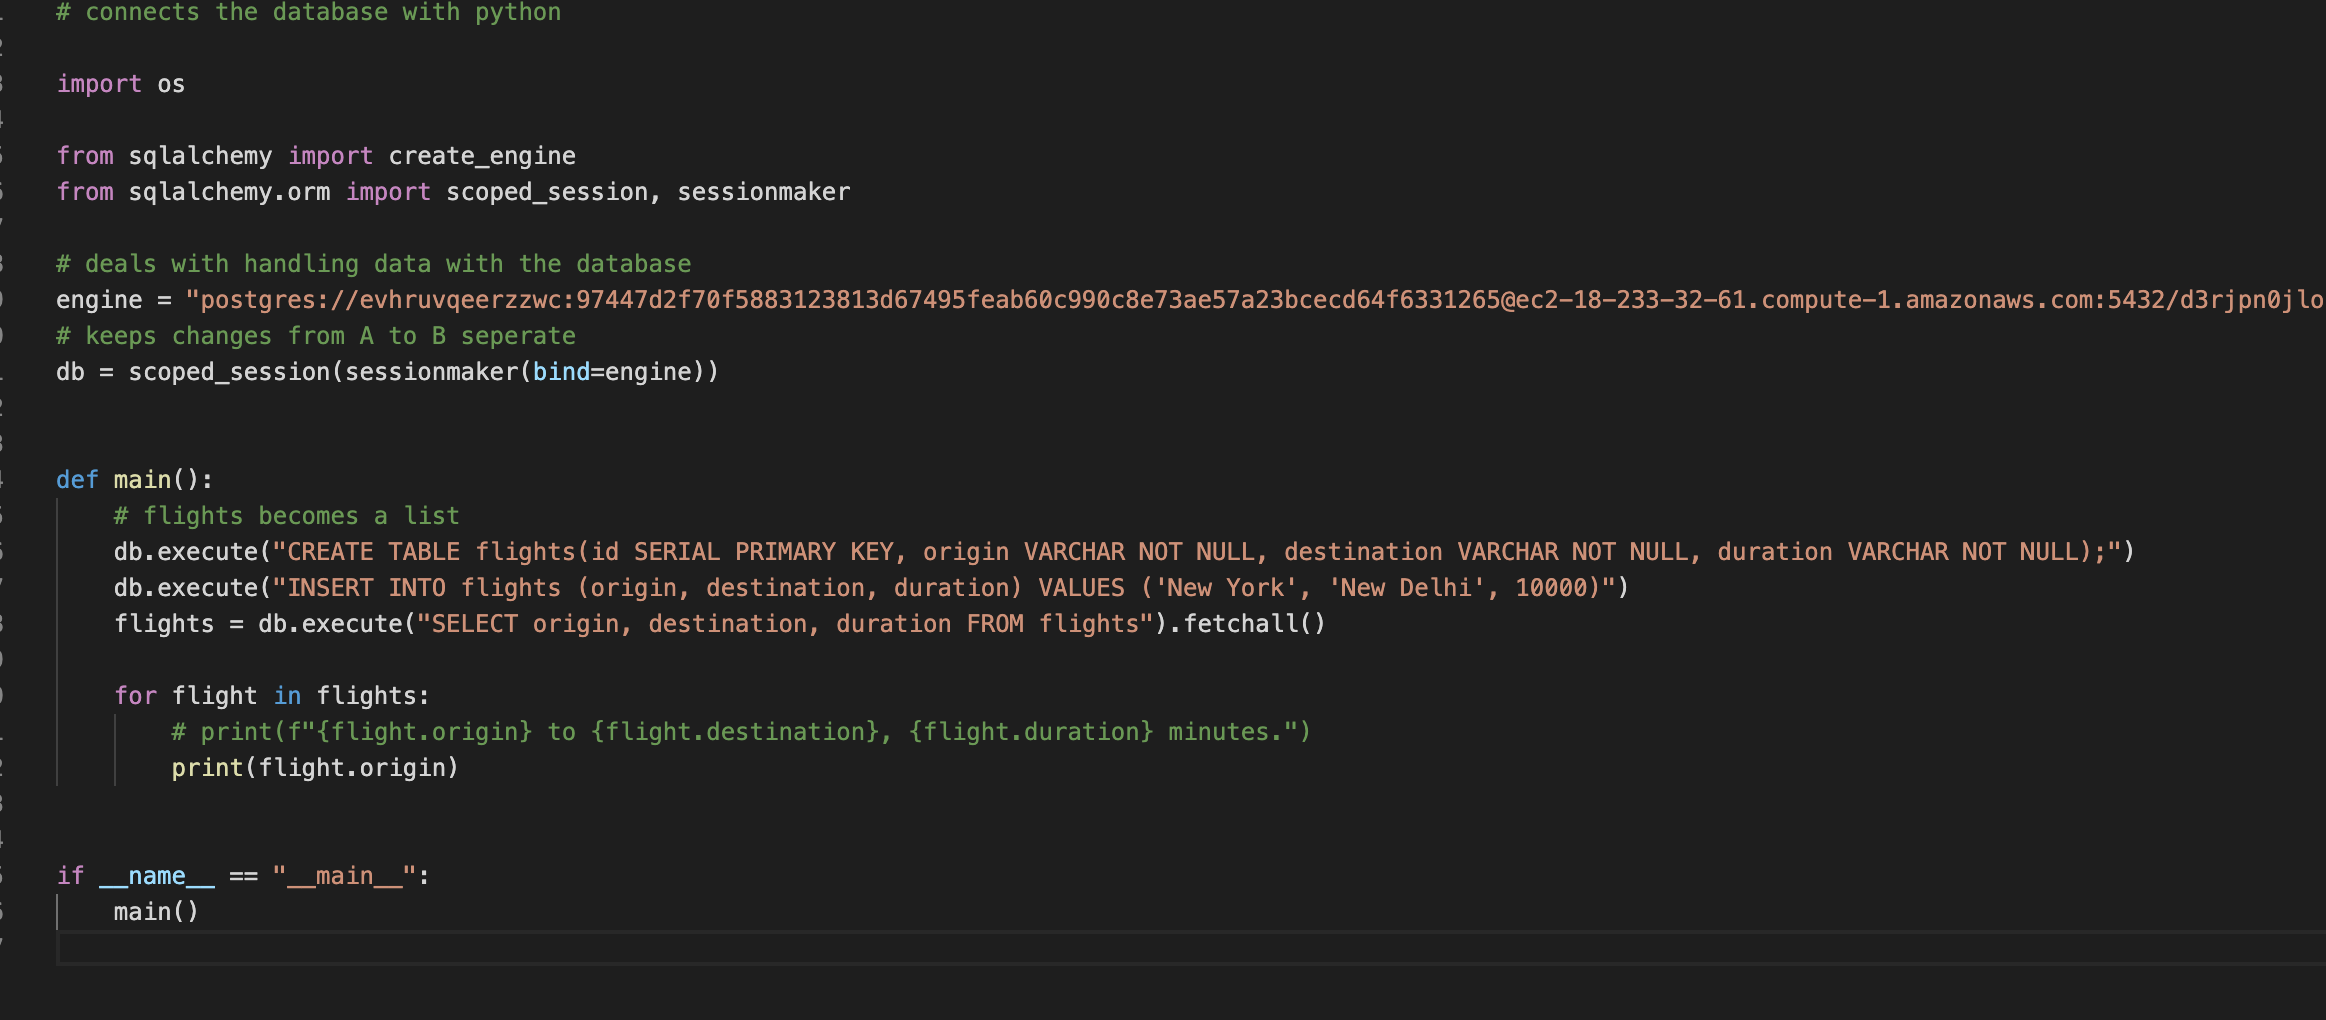 # connects the database with python
import os
from sqlalchemy import create_engine
from sqlalchemy.orm import scoped_session, sessionmaker
# deals with handling data with the database
engine = "postgres://evhruvqeerzzwc:97447d2f70f5883123813d67495feab60c990c8e73ae57a23bcecd64f6331265@ec2-18-233-32-61.compute-1.amazonaws.com:5432/d3rjpn0jlo
# keeps changes from A to B seperate
db = scoped_session(sessionmaker(bind=engine))
def main():
    # flights becomes a list
    db.execute("CREATE TABLE flights(id SERIAL PRIMARY KEY, origin VARCHAR NOT NULL, destination VARCHAR NOT NULL, duration VARCHAR NOT NULL);")
    db.execute("INSERT INTO flights (origin, destination, duration) VALUES ('New York', 'New Delhi', 10000)")
    flights = db.execute("SELECT origin, destination, duration FROM flights").fetchall()
    for flight in flights:
        # print(f"{flight.origin} to {flight.destination}, {flight.duration} minutes.")
        print(flight.origin)
if __name__ == "__main__":
    main()